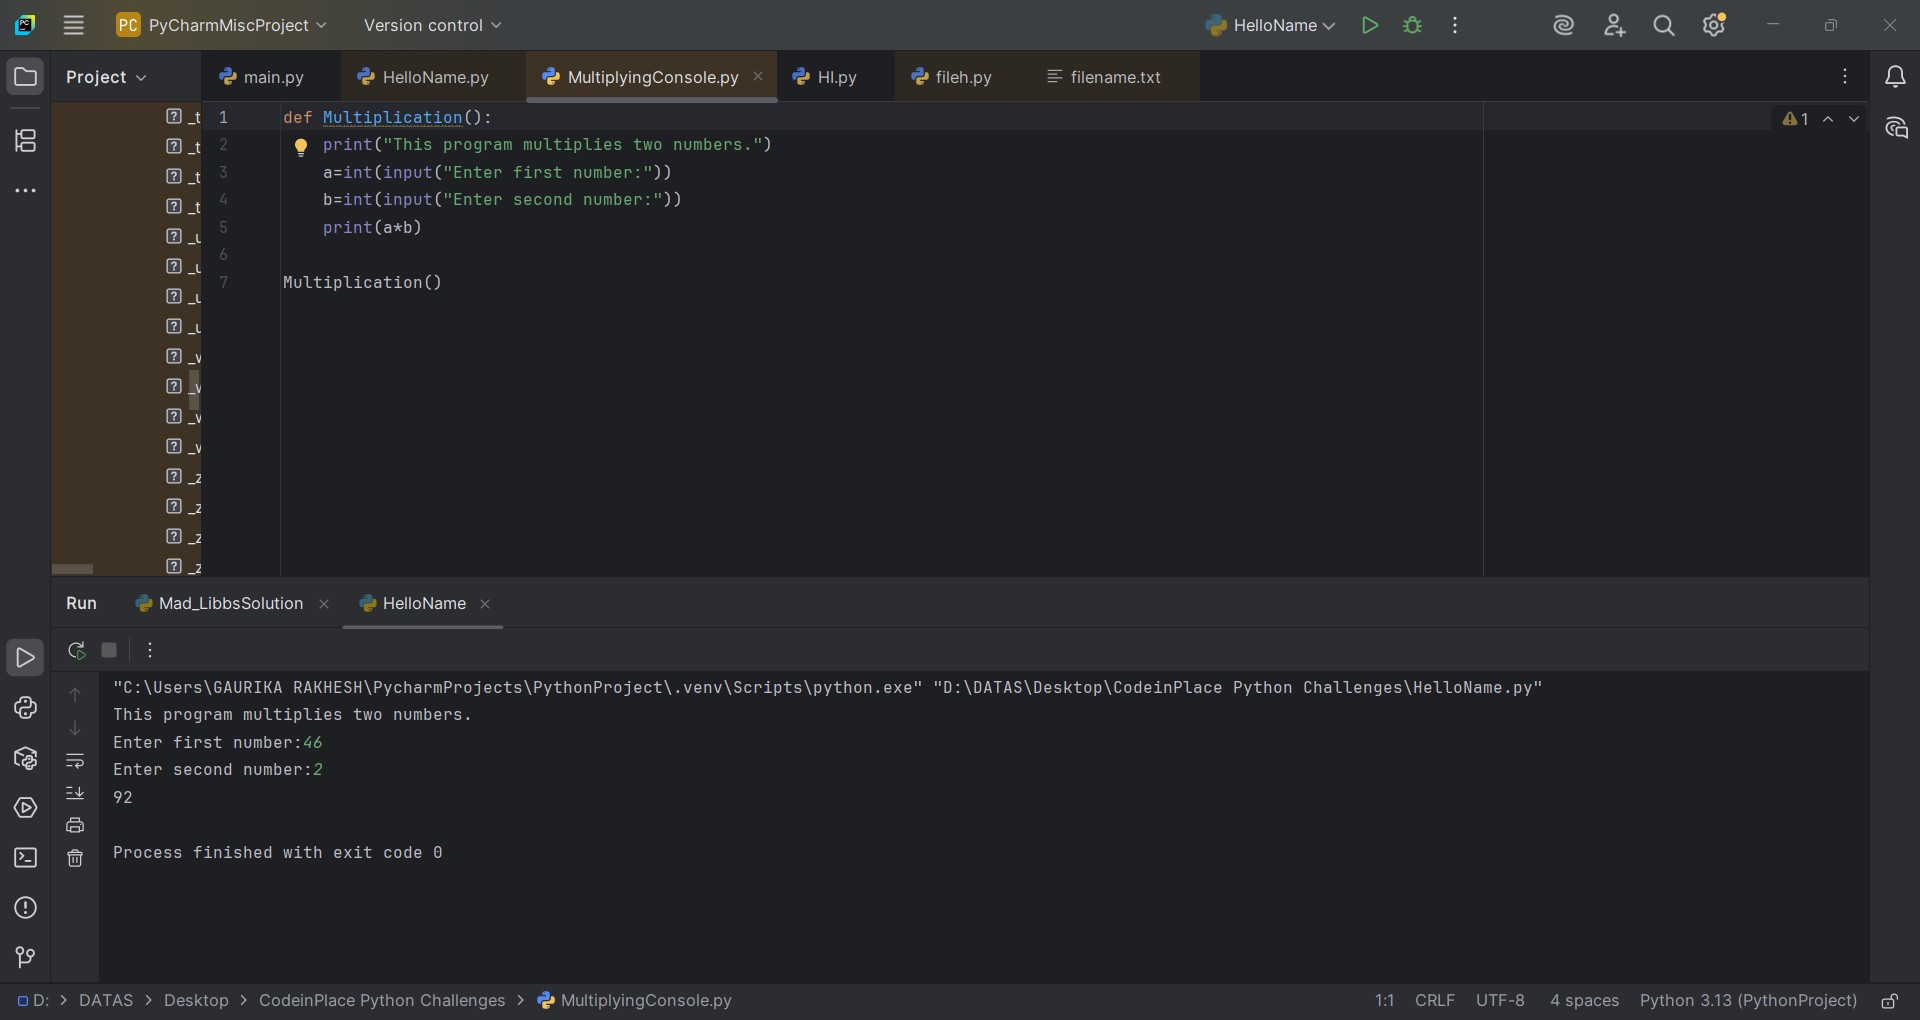 PC PyCharmMiscProject Version control HelloName
Project main.py HelloName.py MultiplyingConsole.py HI.py fileh.py filename.txt
1 def Multiplication():
2 print("This program multiplies two numbers.")
3 a=int(input("Enter first number:"))
4 b=int(input("Enter second number:"))
5 print(a*b)
6
7 Multiplication()
1
_t
_t
_t
_t
_u
_u
_u
_u
_v
_v
_v
_v
_z
_z
_z
_z
Run Mad_LibbsSolution HelloName
"C:\Users\GAURIKA RAKHESH\PycharmProjects\PythonProject\.venv\Scripts\python.exe" "D:\DATAS\Desktop\CodeinPlace Python Challenges\HelloName.py"
This program multiplies two numbers.
Enter first number:46
Enter second number:2
92
Process finished with exit code 0
D: > DATAS > Desktop > CodeinPlace Python Challenges > MultiplyingConsole.py 1:1 CRLF UTF-8 4 spaces Python 3.13 (PythonProject)